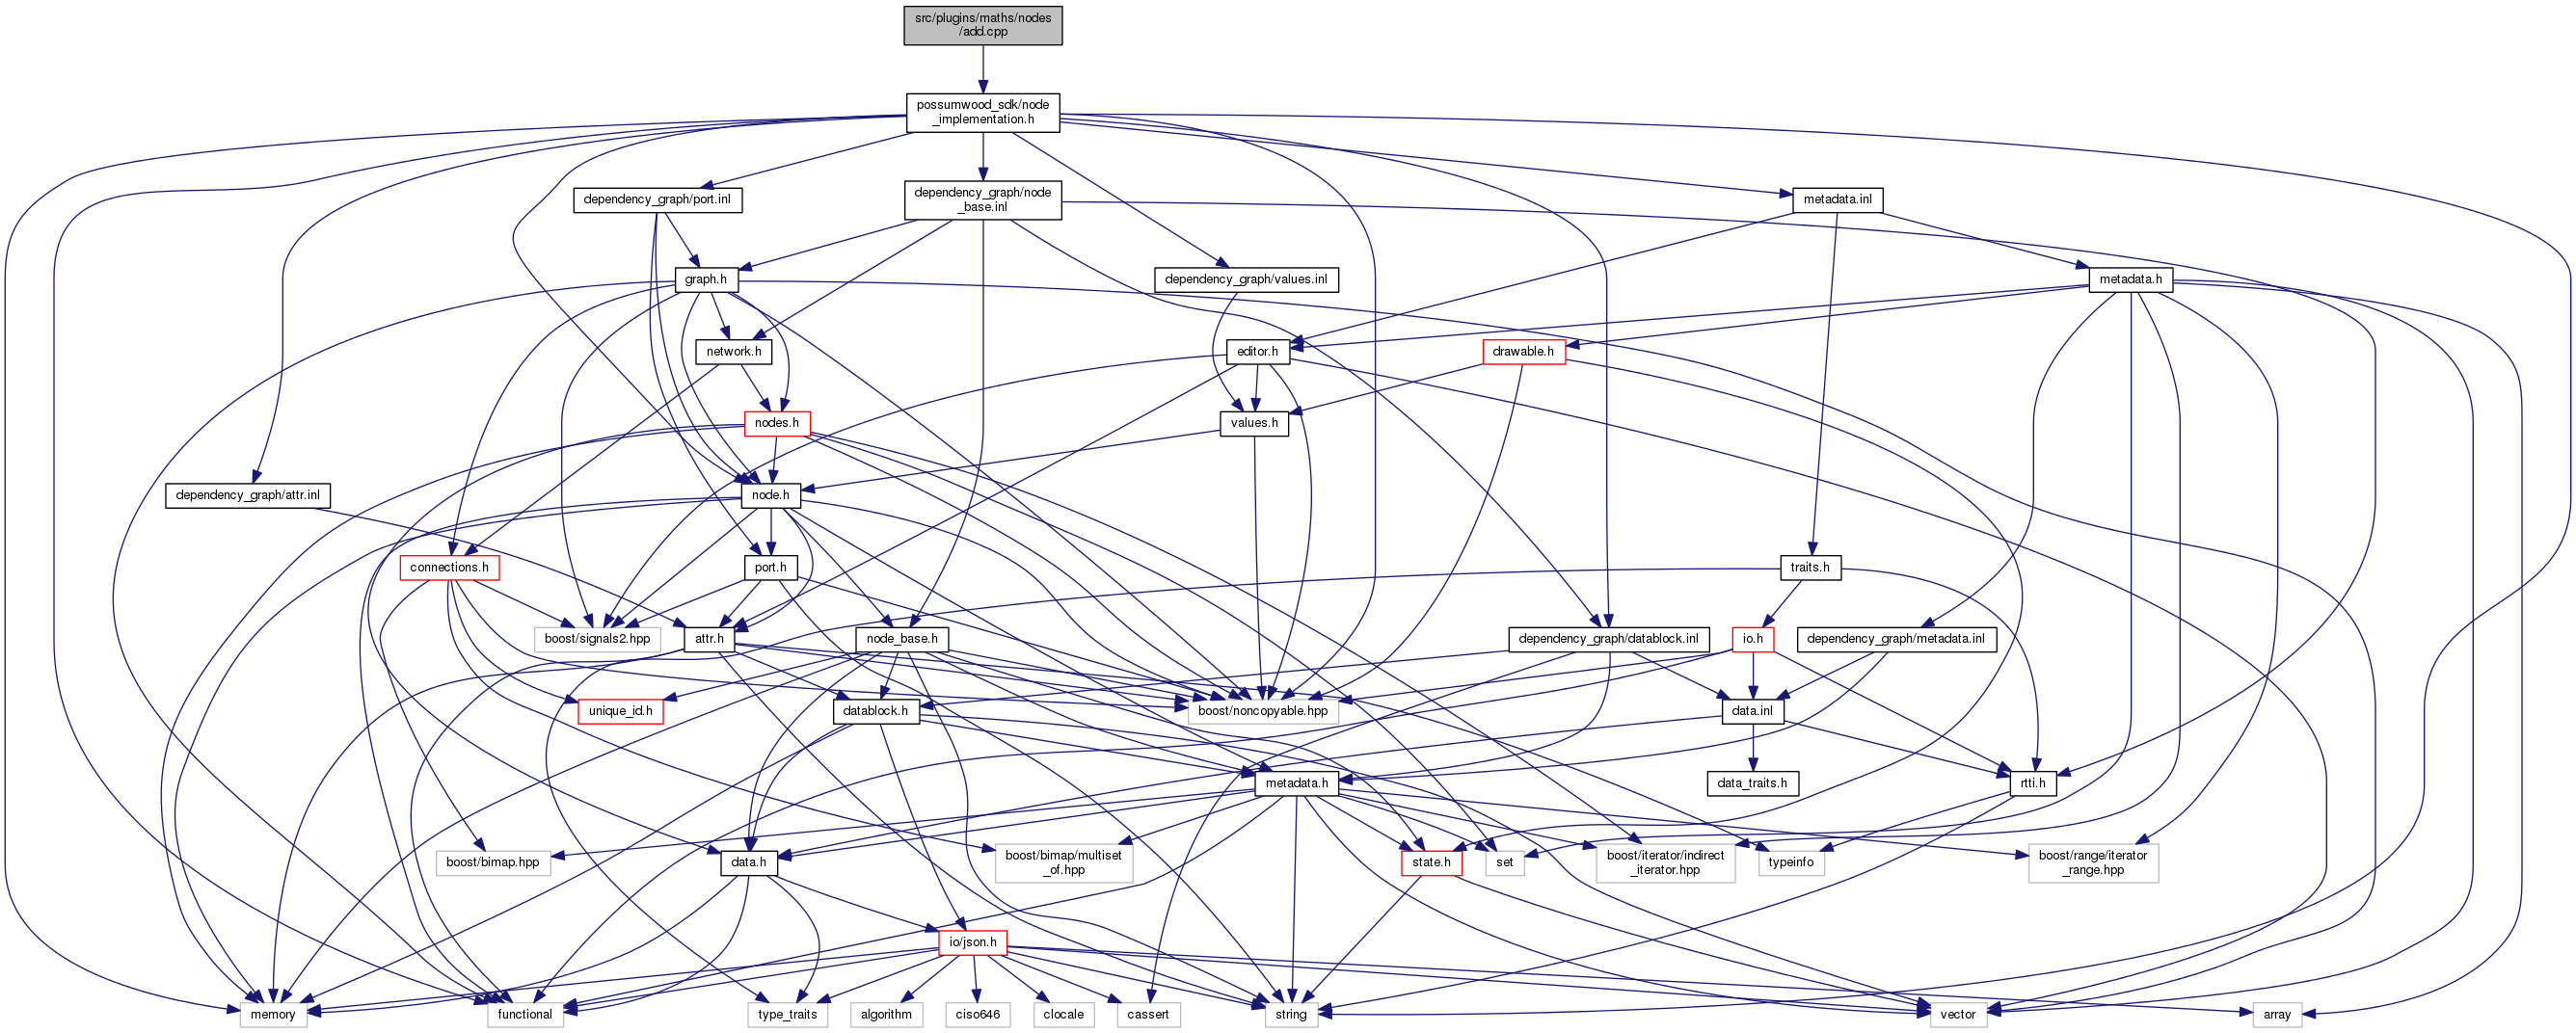 src/plugins/maths/nodes
/add.cpp
possumwood_sdk/node
_implementation.h
dependency_graph/port.inl
dependency_graph/node
_base.inl
metadata.inl
graph.h
dependency_graph/values.inl
metadata.h
network.h
editor.h
drawable.h
nodes.h
values.h
dependency_graph/attr.inl
node.h
connections.h
port.h
traits.h
boost/signals2.hpp
attr.h
node_base.h
dependency_graph/datablock.inl
io.h
dependency_graph/metadata.inl
unique_id.h
datablock.h
boost/noncopyable.hpp
data.inl
metadata.h
data_traits.h
rtti.h
boost/bimap.hpp
data.h
boost/bimap/multiset
_of.hpp
state.h
set
boost/iterator/indirect
_iterator.hpp
typeinfo
boost/range/iterator
_range.hpp
io/json.h
memory
functional
type_traits
algorithm
ciso646
clocale
cassert
string
vector
array